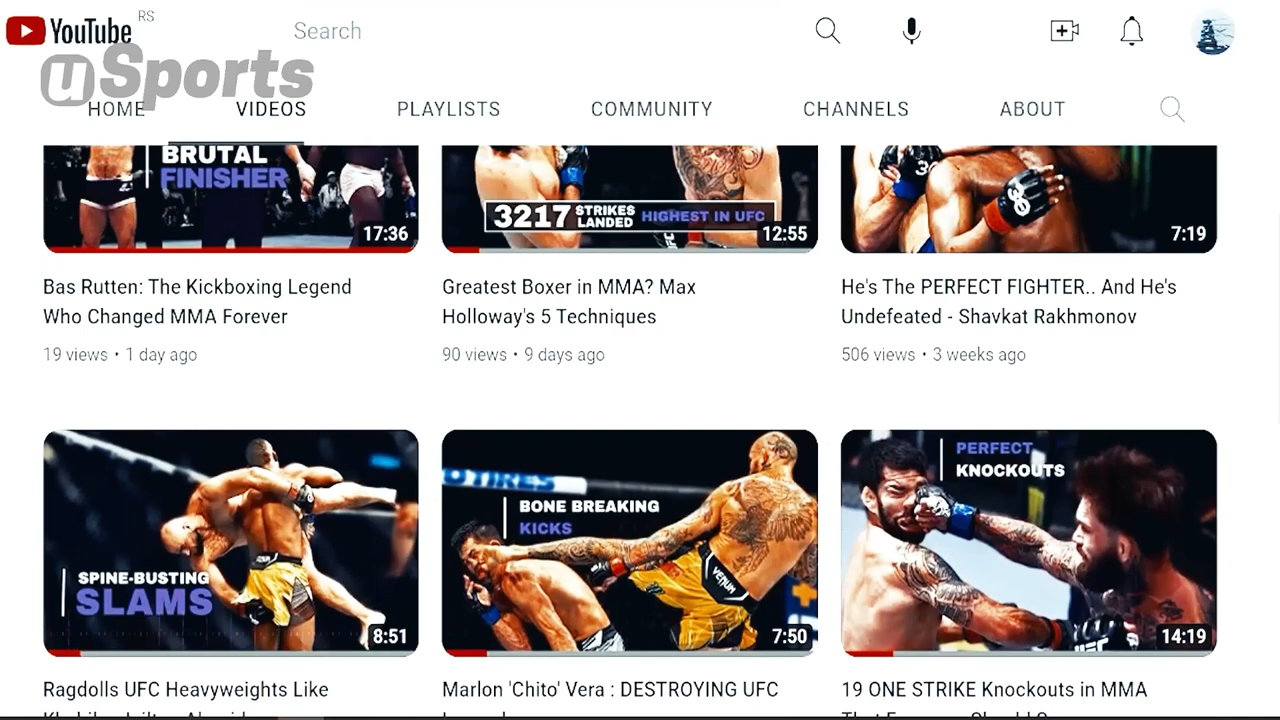 YouTube RS
Search
uSports
HOME VIDEOS PLAYLISTS COMMUNITY CHANNELS ABOUT
BRUTAL
FINISHER
17:36
3217 STRIKES LANDED HIGHEST IN UFC
12:55
7:19
Bas Rutten: The Kickboxing Legend
Who Changed MMA Forever
19 views • 1 day ago
Greatest Boxer in MMA? Max
Holloway's 5 Techniques
90 views • 9 days ago
He's The PERFECT FIGHTER.. And He's
Undefeated - Shavkat Rakhmonov
506 views • 3 weeks ago
SPINE-BUSTING
SLAMS
8:51
BONE BREAKING
KICKS
VENUM
7:50
PERFECT
KNOCKOUTS
UFC
14:19
Ragdolls UFC Heavyweights Like
Marlon 'Chito' Vera : DESTROYING UFC
19 ONE STRIKE Knockouts in MMA